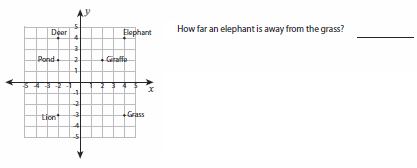 y
5
Deer 4 Elephant
3
Pond 2 Giraffe
1
-5 -4 -3 -2 -1 1 2 3 4 5 x
-1
-2
Lion -3 Grass
-4
-5
How far an elephant is away from the grass?